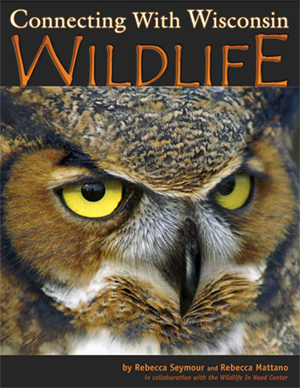 Connecting With Wisconsin
WILDLIFE
by Rebecca Seymour and Rebecca Mattano
in collaboration with the Wildlife In Need Center